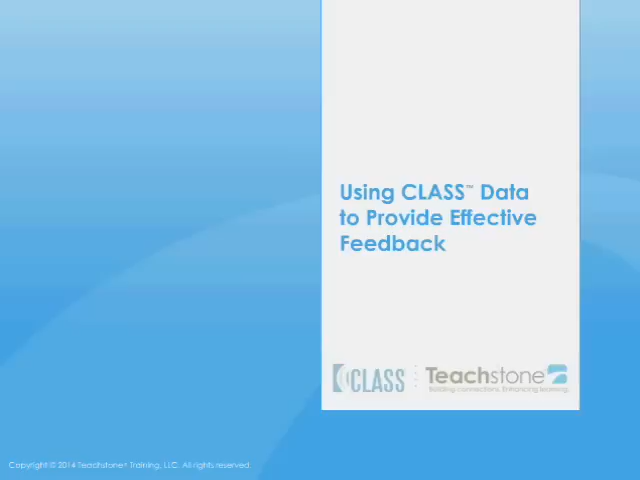 Using CLASS™ Data
to Provide Effective
Feedback
CLASS
Teachstone®
Building connections. Enhancing learning.
Copyright © 2014 Teachstone® Training, LLC. All rights reserved.